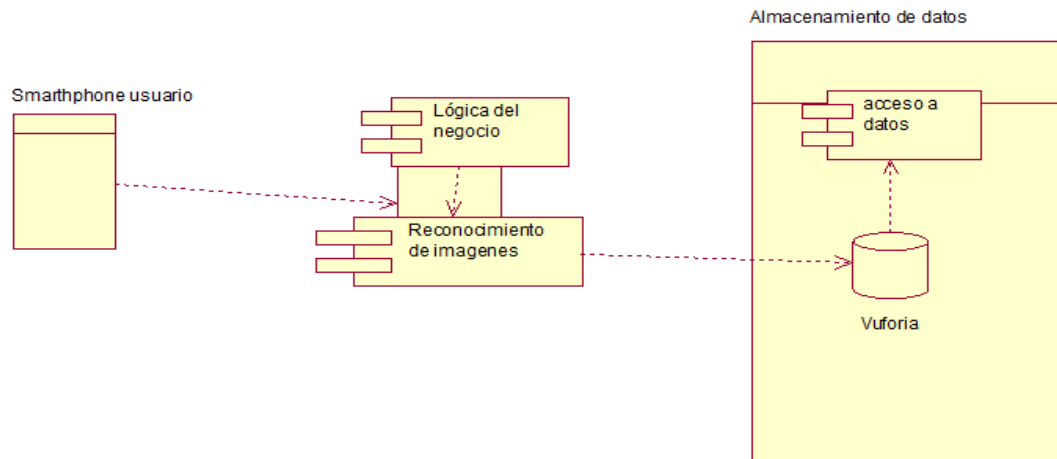 Almacenamiento de datos
Smarthphone usuario
Lógica del
negocio
acceso a
datos
Reconocimiento
de imagenes
Vuforia